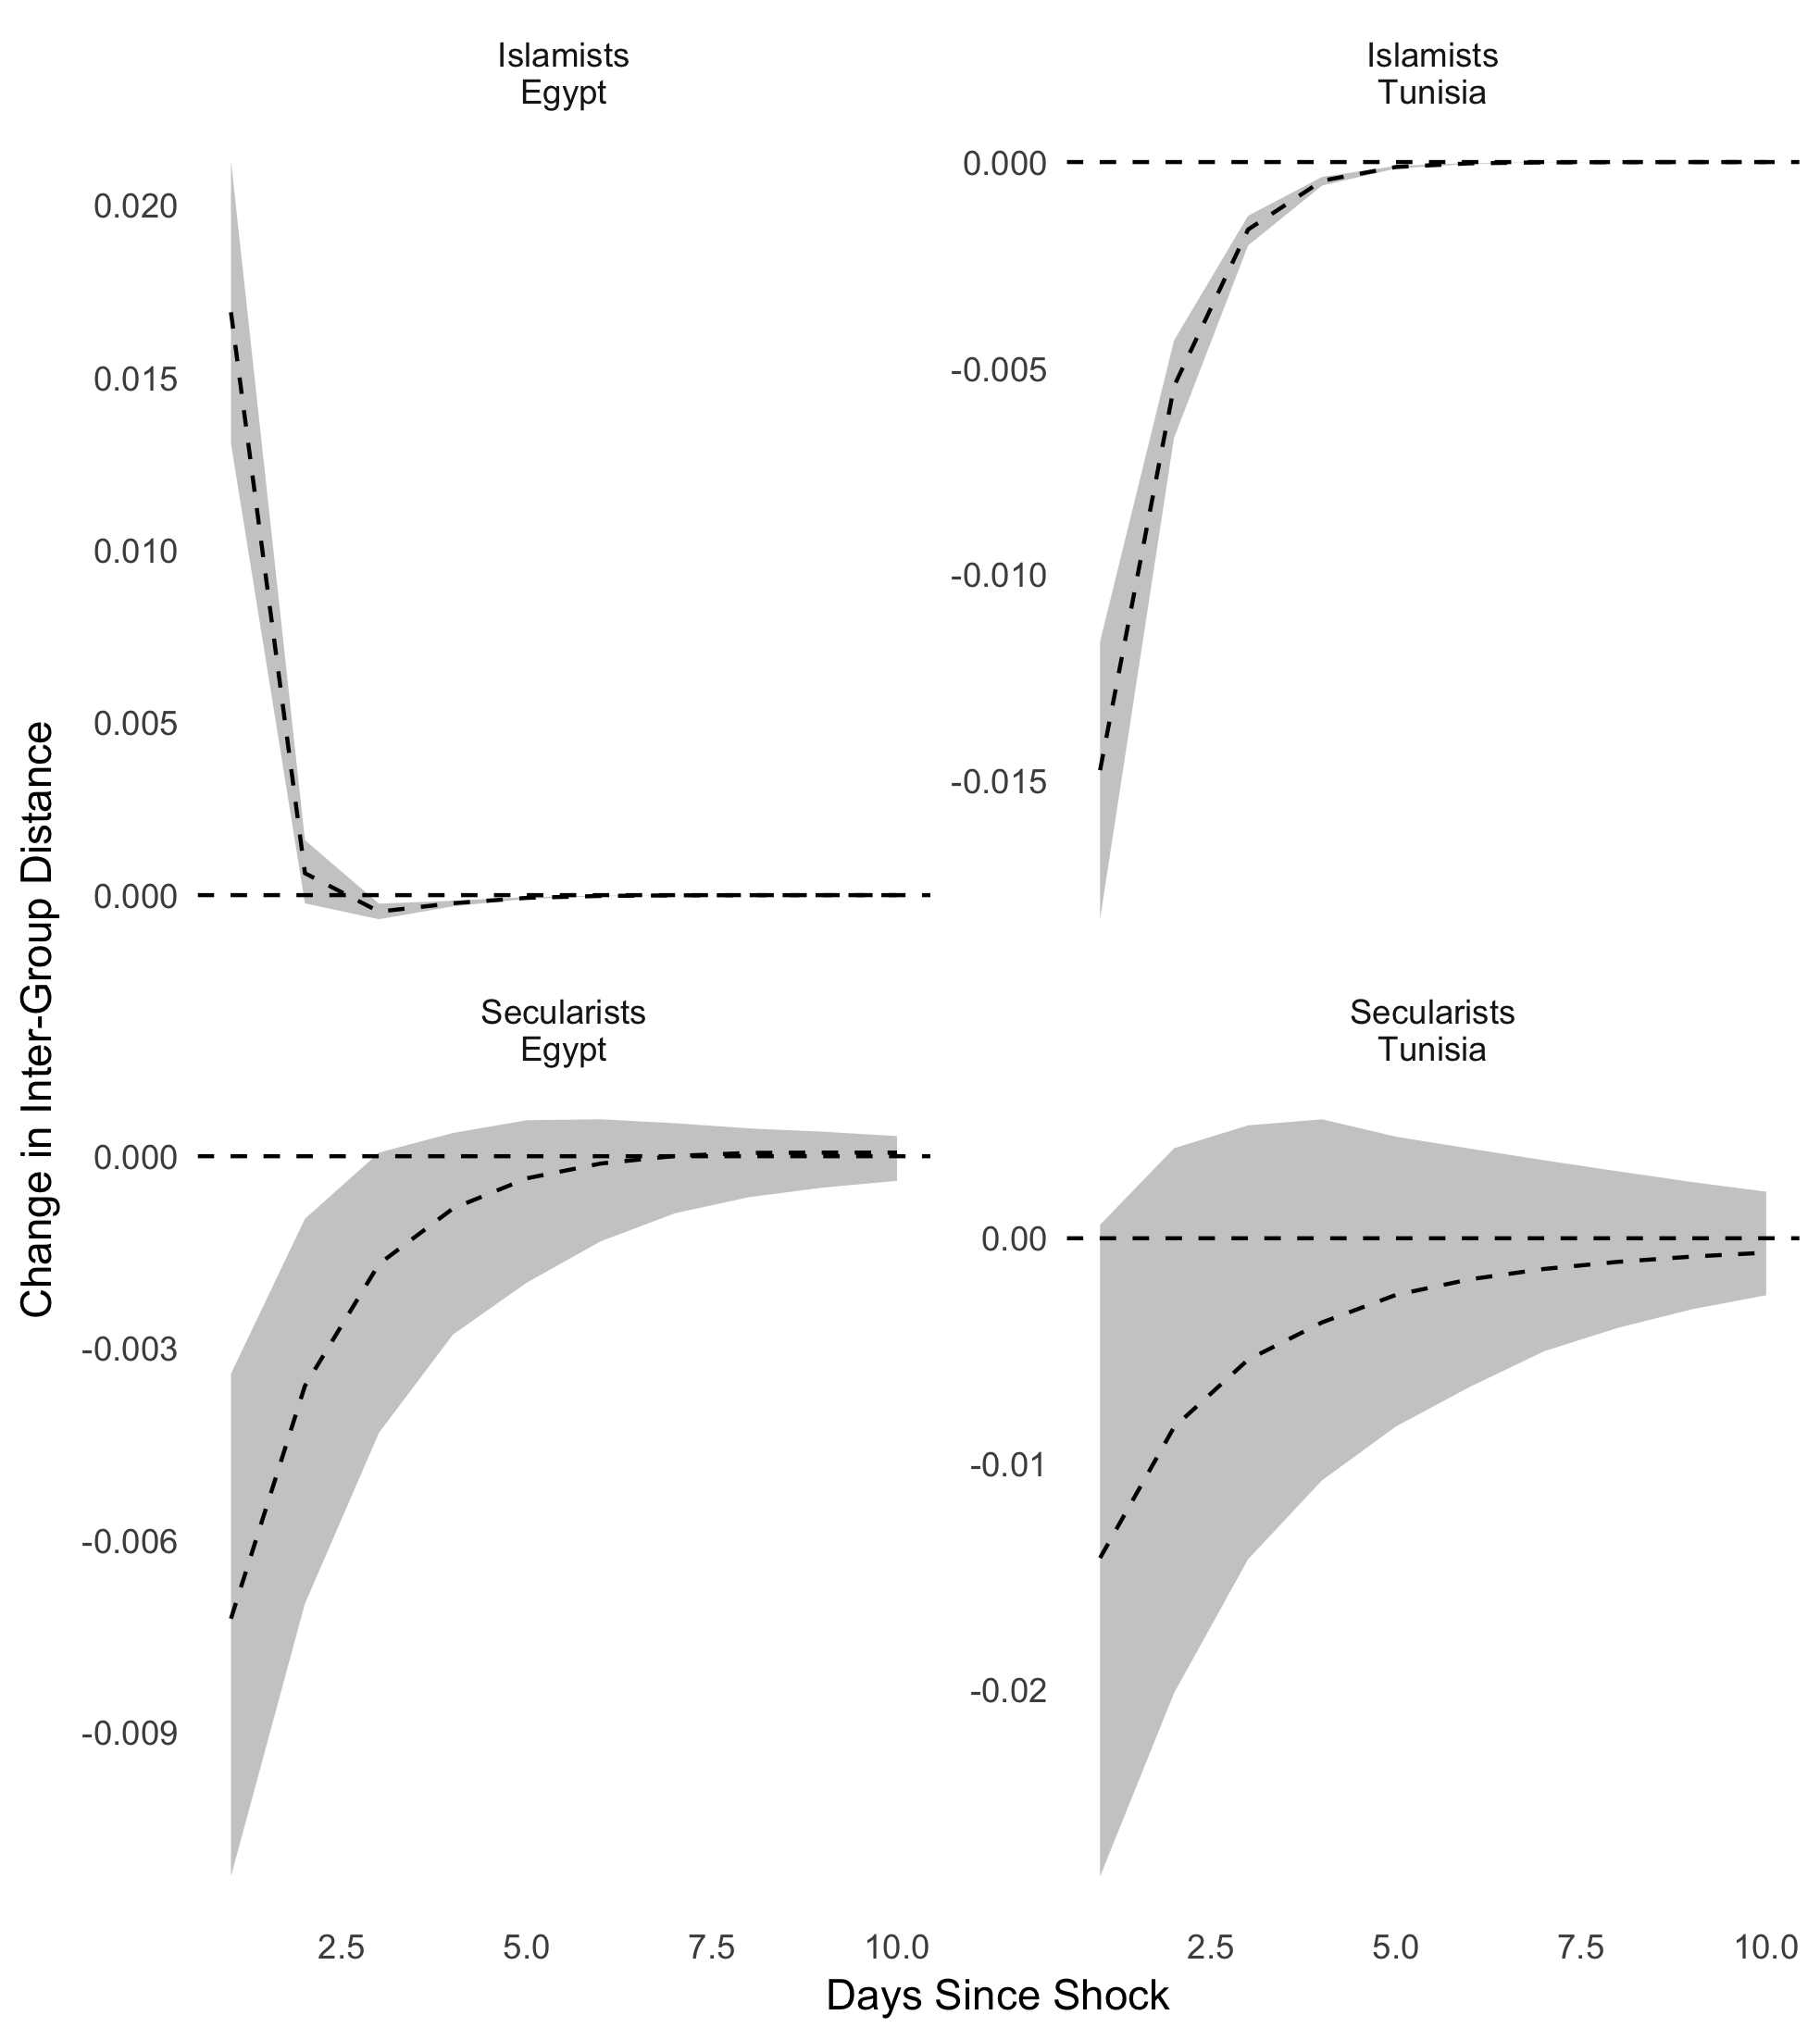 Islamists
Egypt
Islamists
Tunisia
0.020
0.015
0.010
0.005
0.000
0.000
-0.005
-0.010
-0.015
Change in Inter-Group Distance
Secularists
Egypt
Secularists
Tunisia
0.000
-0.003
-0.006
-0.009
0.00
-0.01
-0.02
2.5 5.0 7.5 10.0
2.5 5.0 7.5 10.0
Days Since Shock